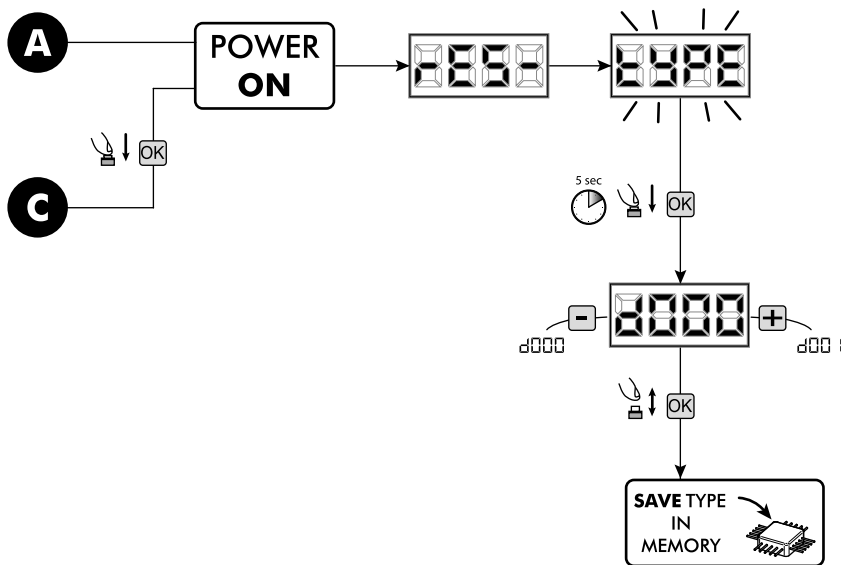 A
POWER
ON
rES-
tYPE
OK
C
5 sec
OK
d000
-
+
d000
d001
OK
SAVE TYPE
IN
MEMORY